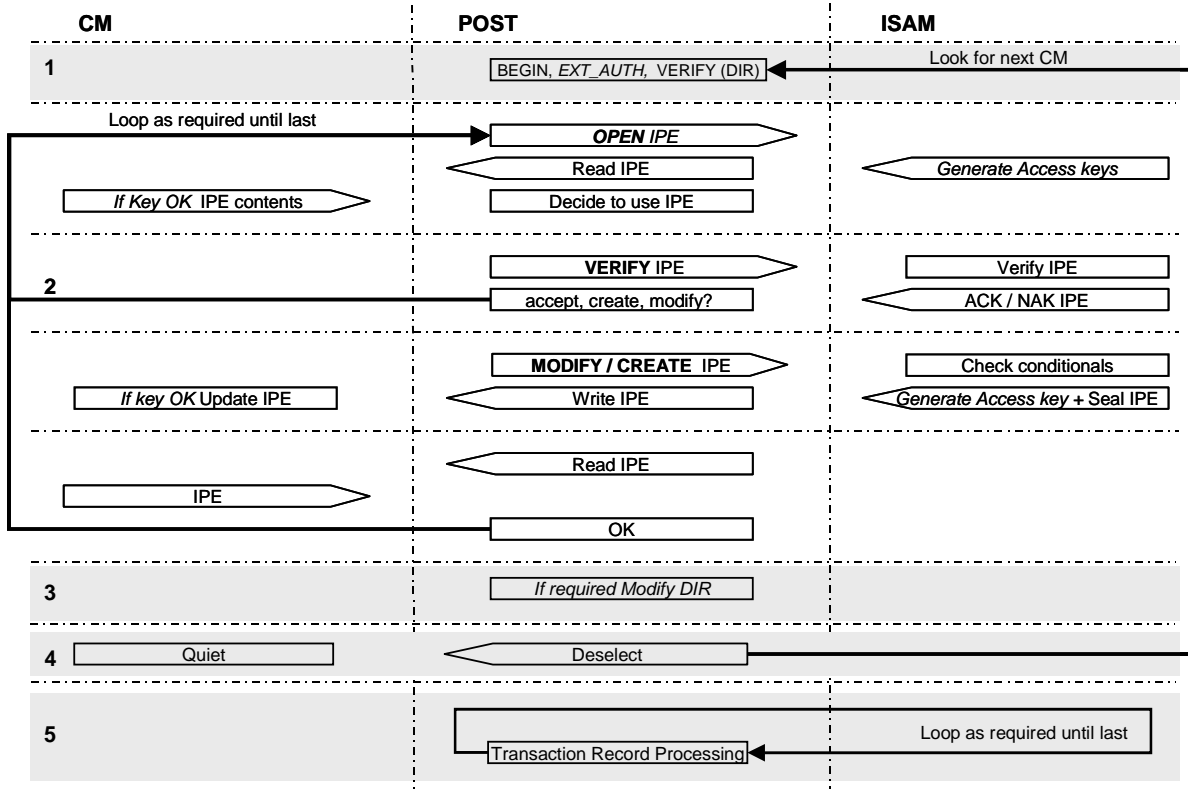 CM POST ISAM
1 BEGIN, EXT_AUTH, VERIFY (DIR) Look for next CM
Loop as required until last
OPEN IPE
Read IPE Generate Access keys
If Key OK IPE contents Decide to use IPE
VERIFY IPE Verify IPE
2
accept, create, modify? ACK / NAK IPE
MODIFY / CREATE IPE Check conditionals
If key OK Update IPE Write IPE Generate Access key + Seal IPE
Read IPE
IPE
OK
3 If required Modify DIR
4 Quiet Deselect
5 Loop as required until last
Transaction Record Processing